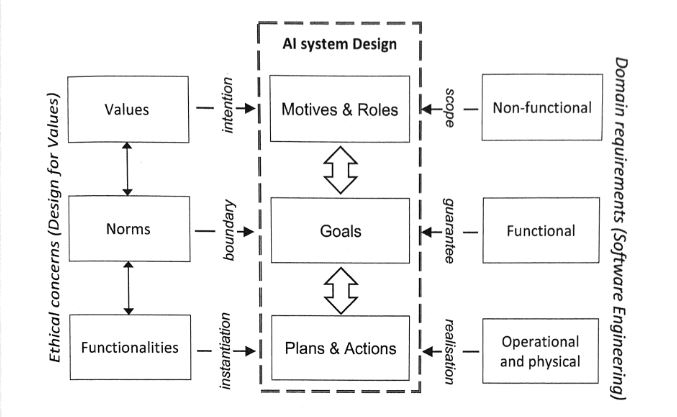 AI system Design
Ethical concerns (Design for Values)
Domain requirements (Software Engineering)
Values
intention
Motives & Roles
scope
Non-functional
Norms
boundary
Goals
guarantee
Functional
Functionalities
instantiation
Plans & Actions
realisation
Operational
and physical